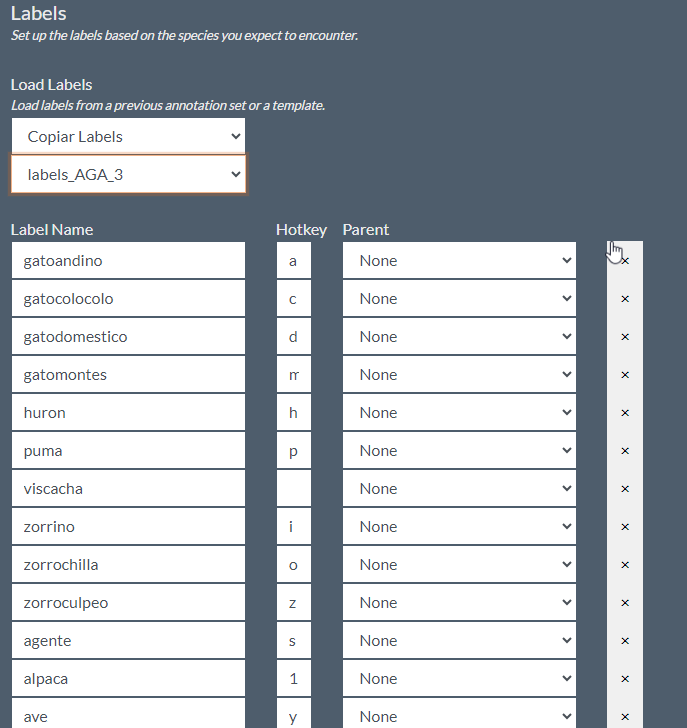 Labels
Set up the labels based on the species you expect to encounter.
Load Labels
Load labels from a previous annotation set or a template.
Copiar Labels
labels_AGA_3
Label Name Hotkey Parent
gatoandino a None ×
gatocolocolo c None ×
gatodomestico d None ×
gatomontes m None ×
huron h None ×
puma p None ×
viscacha None ×
zorrino i None ×
zorrochilla o None ×
zorroculpeo z None ×
agente s None ×
alpaca 1 None ×
ave y None ×